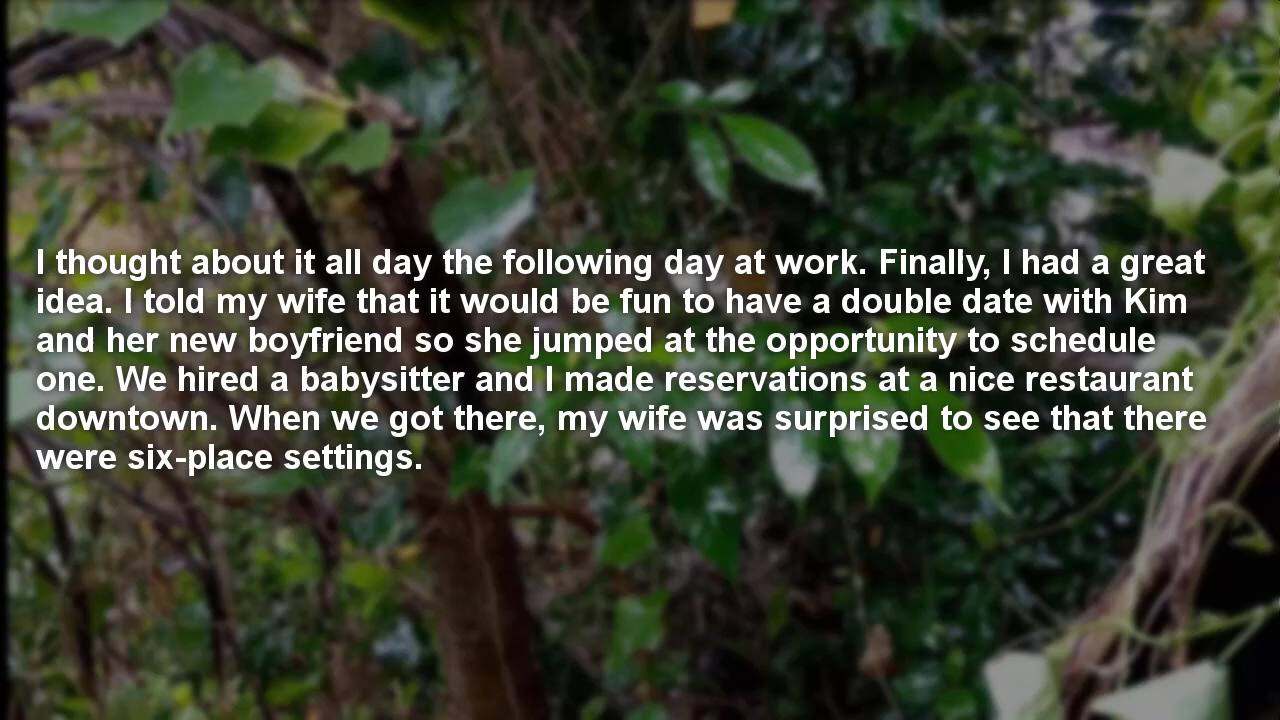 I thought about it all day the following day at work. Finally, I had a great
idea. I told my wife that it would be fun to have a double date with Kim
and her new boyfriend so she jumped at the opportunity to schedule
one. We hired a babysitter and I made reservations at a nice restaurant
downtown. When we got there, my wife was surprised to see that there
were six-place settings.